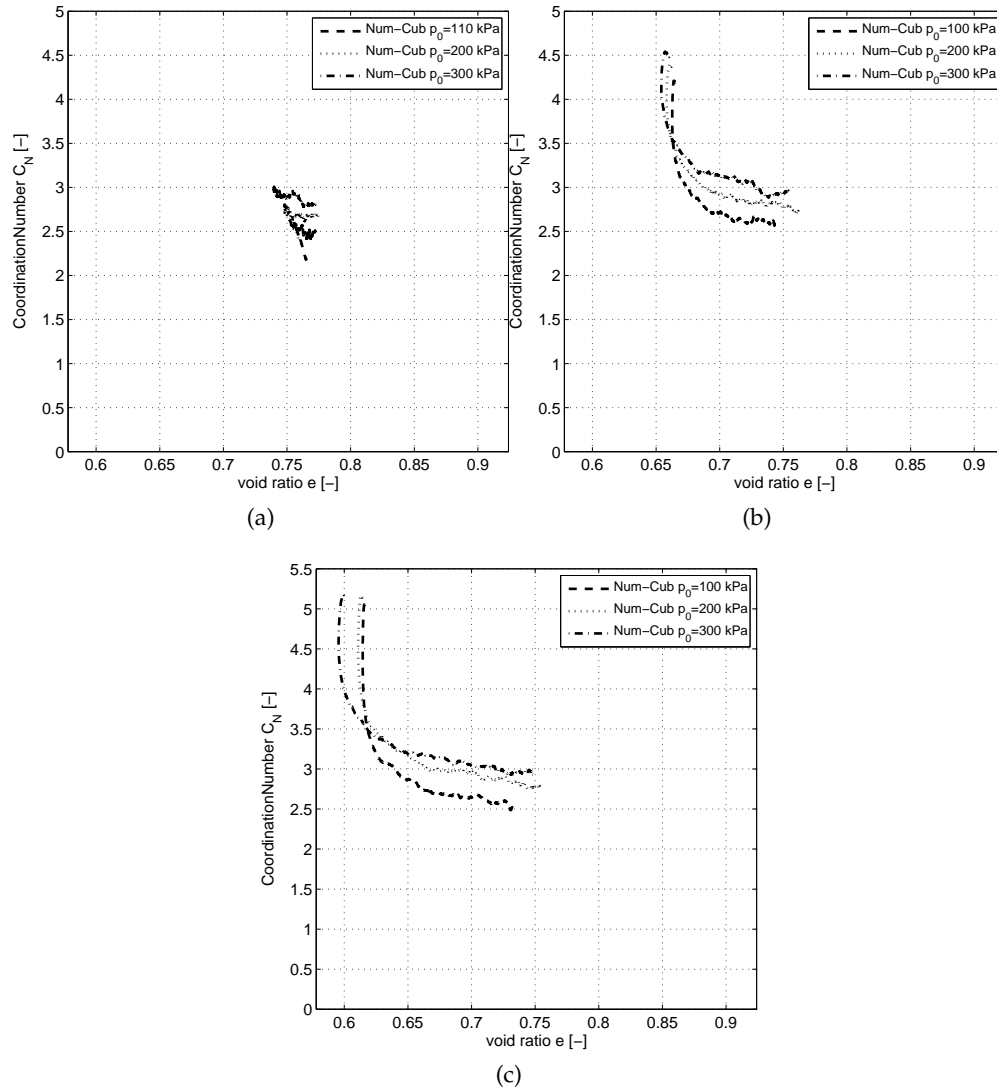 5
4.5
4
3.5
3
2.5
2
1.5
1
0.5
0
0.6 0.65 0.7 0.75 0.8 0.85 0.9
void ratio e [−]
CoordinationNumber C_N [−]
Num−Cub p_0=110 kPa
Num−Cub p_0=200 kPa
Num−Cub p_0=300 kPa
(a)
5
4.5
4
3.5
3
2.5
2
1.5
1
0.5
0
0.6 0.65 0.7 0.75 0.8 0.85 0.9
void ratio e [−]
CoordinationNumber C_N [−]
Num−Cub p_0=100 kPa
Num−Cub p_0=200 kPa
Num−Cub p_0=300 kPa
(b)
5.5
5
4.5
4
3.5
3
2.5
2
1.5
1
0.5
0
0.6 0.65 0.7 0.75 0.8 0.85 0.9
void ratio e [−]
CoordinationNumber C_N [−]
Num−Cub p_0=100 kPa
Num−Cub p_0=200 kPa
Num−Cub p_0=300 kPa
(c)